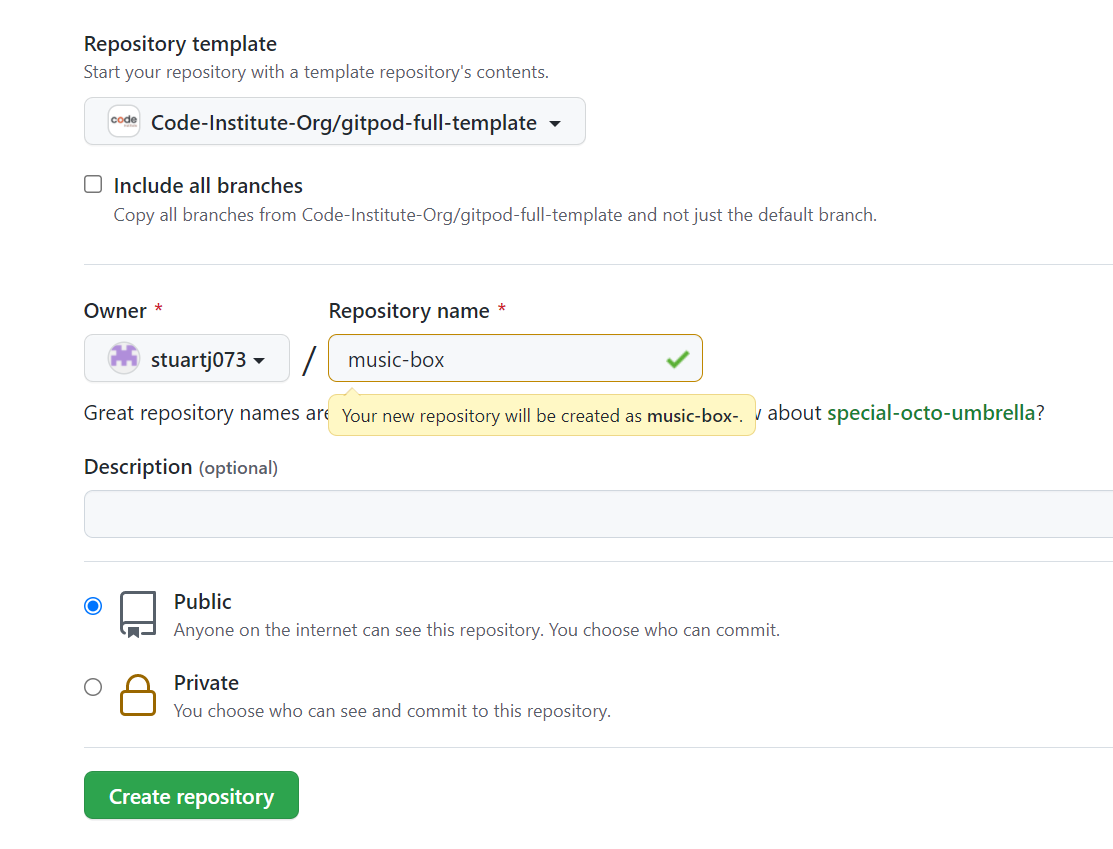 Repository template
Start your repository with a template repository's contents.
code
Code-Institute-Org/gitpod-full-template
Include all branches
Copy all branches from Code-Institute-Org/gitpod-full-template and not just the default branch.
Owner * Repository name *
stuartj073 / music-box
Great repository names are
Your new repository will be created as music-box-.
about special-octo-umbrella?
Description (optional)
Public
Anyone on the internet can see this repository. You choose who can commit.
Private
You choose who can see and commit to this repository.
Create repository